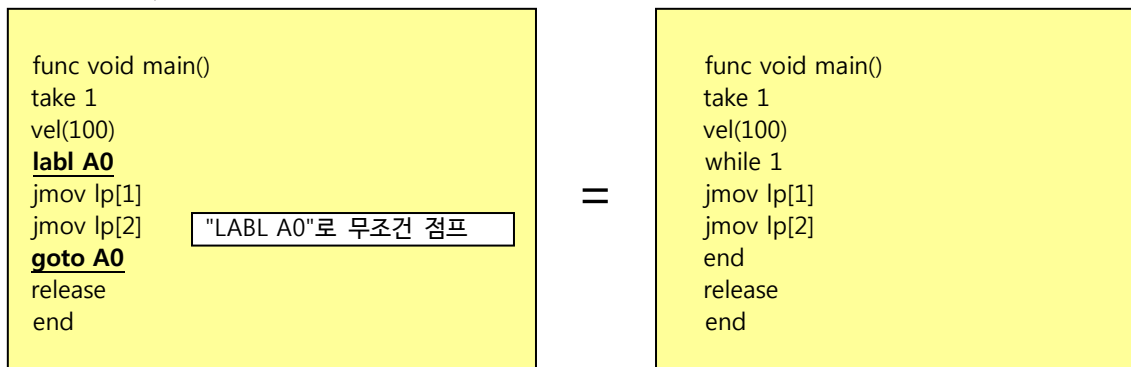 func void main()
take 1
vel(100)
labl A0
jmov lp[1]
jmov lp[2]
"LABL A0"로 무조건 점프
goto A0
release
end
=
func void main()
take 1
vel(100)
while 1
jmov lp[1]
jmov lp[2]
end
release
end